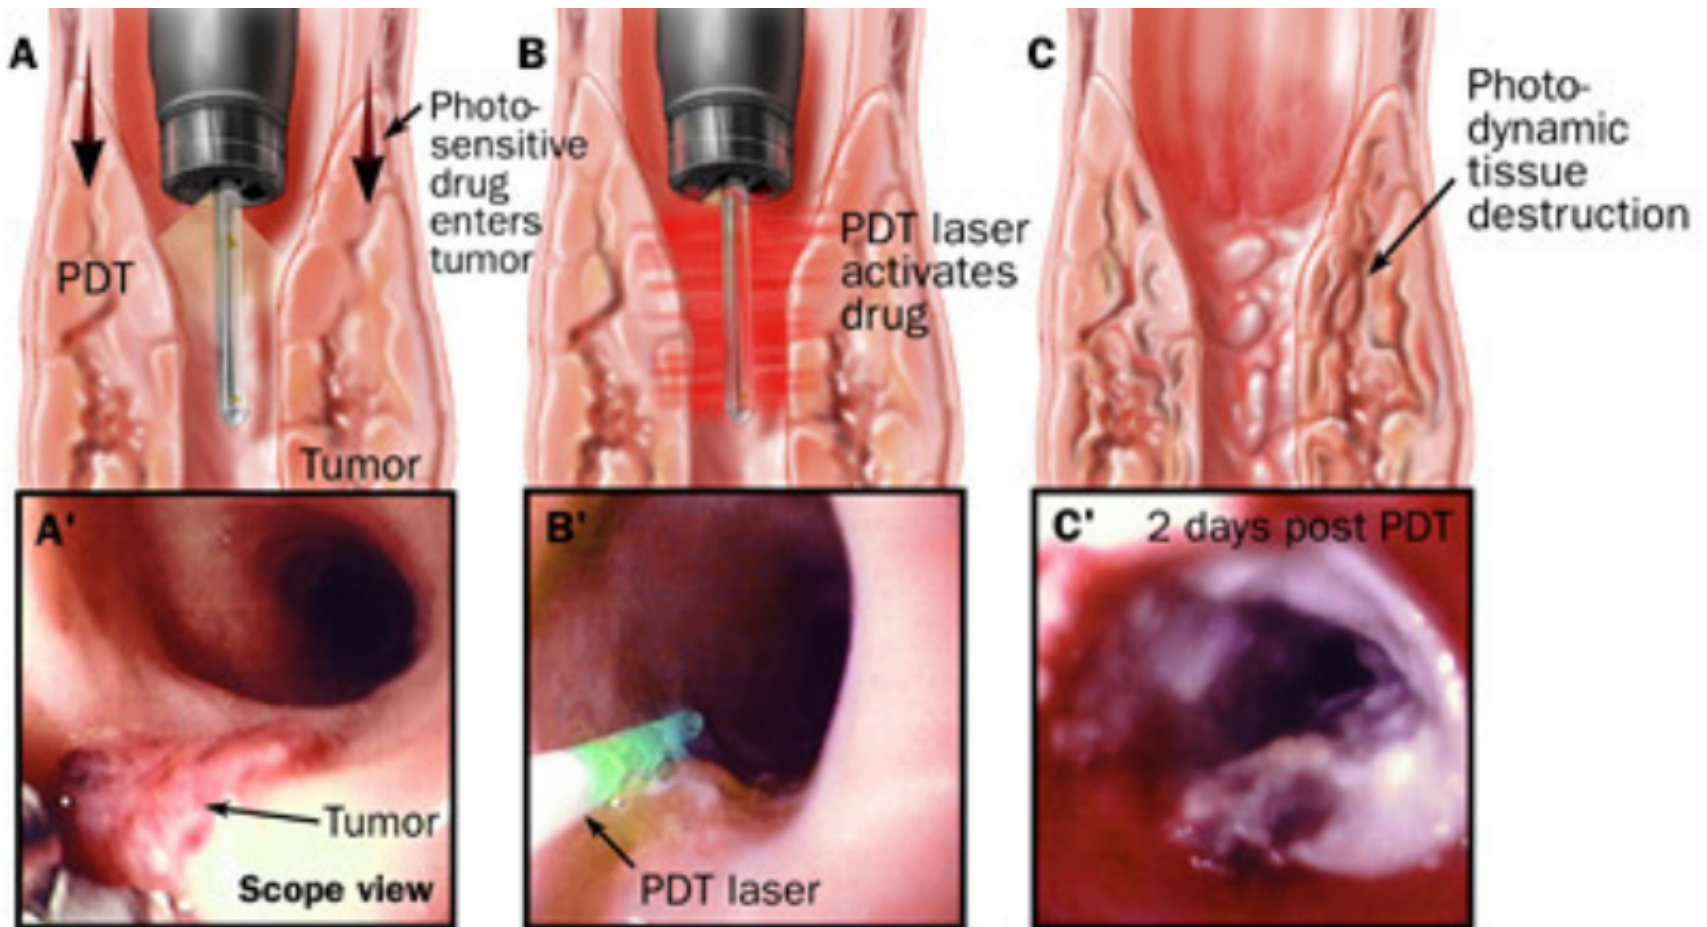 A
Photo-
sensitive
drug
enters
tumor
PDT
Tumor
B
PDT laser
activates
drug
C
Photo-
dynamic
tissue
destruction
A'
Tumor
Scope view
B'
PDT laser
C'
2 days post PDT